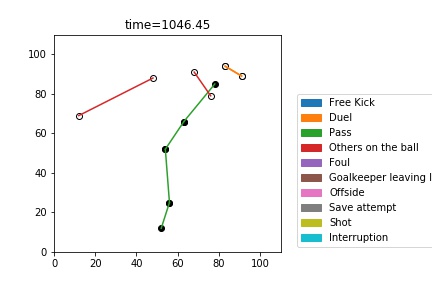 time=1046.45
100
80
60
40
20
0
0 20 40 60 80 100
Free Kick
Duel
Pass
Others on the ball
Foul
Goalkeeper leaving l
Offside
Save attempt
Shot
Interruption